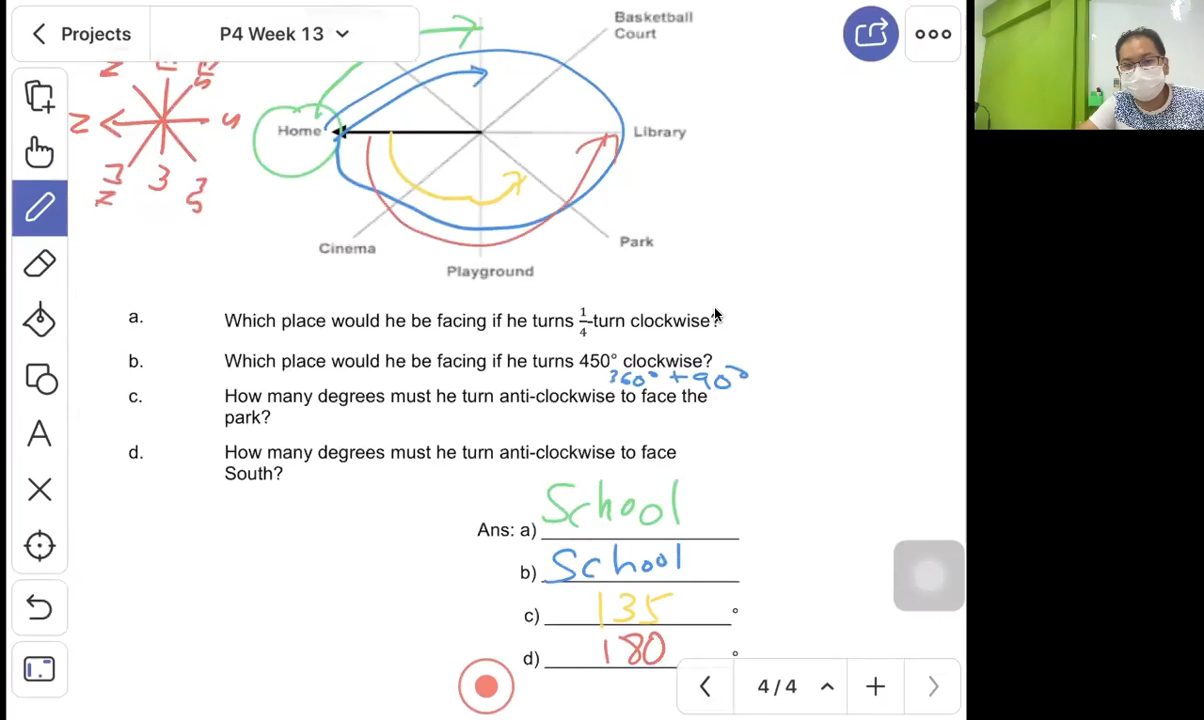 Projects
P4 Week 13
Basketball
Court
Z
N
S
Home
Library
3
3
3
Z
S
Cinema
Park
Playground
a. Which place would he be facing if he turns 1/4-turn clockwise?
b. Which place would he be facing if he turns 450° clockwise?
360° + 90°
c. How many degrees must he turn anti-clockwise to face the
park?
d. How many degrees must he turn anti-clockwise to face
South?
Ans: a) School
b) School
c) 135 °
d) 180 °
A
4 / 4